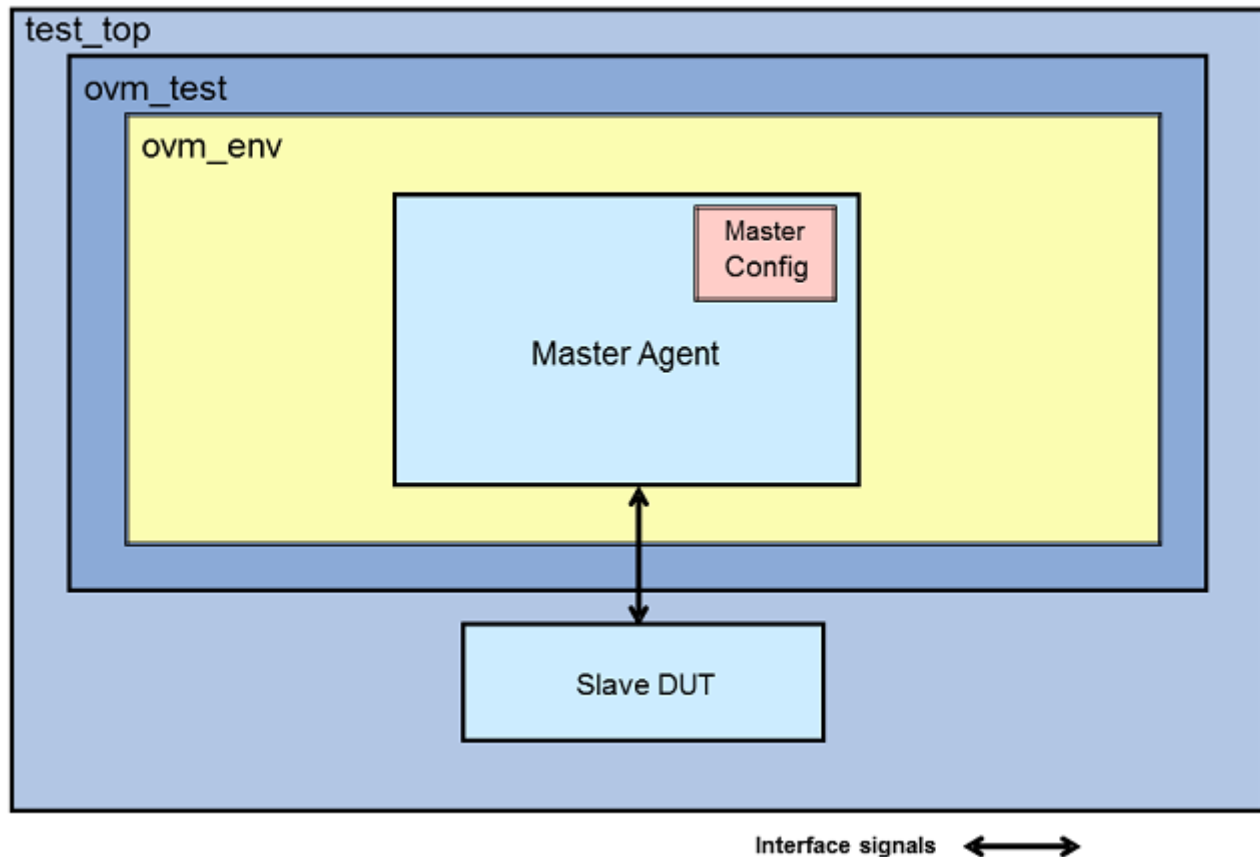 test_top
ovm_test
ovm_env
Master
Config
Master Agent
Slave DUT
Interface signals